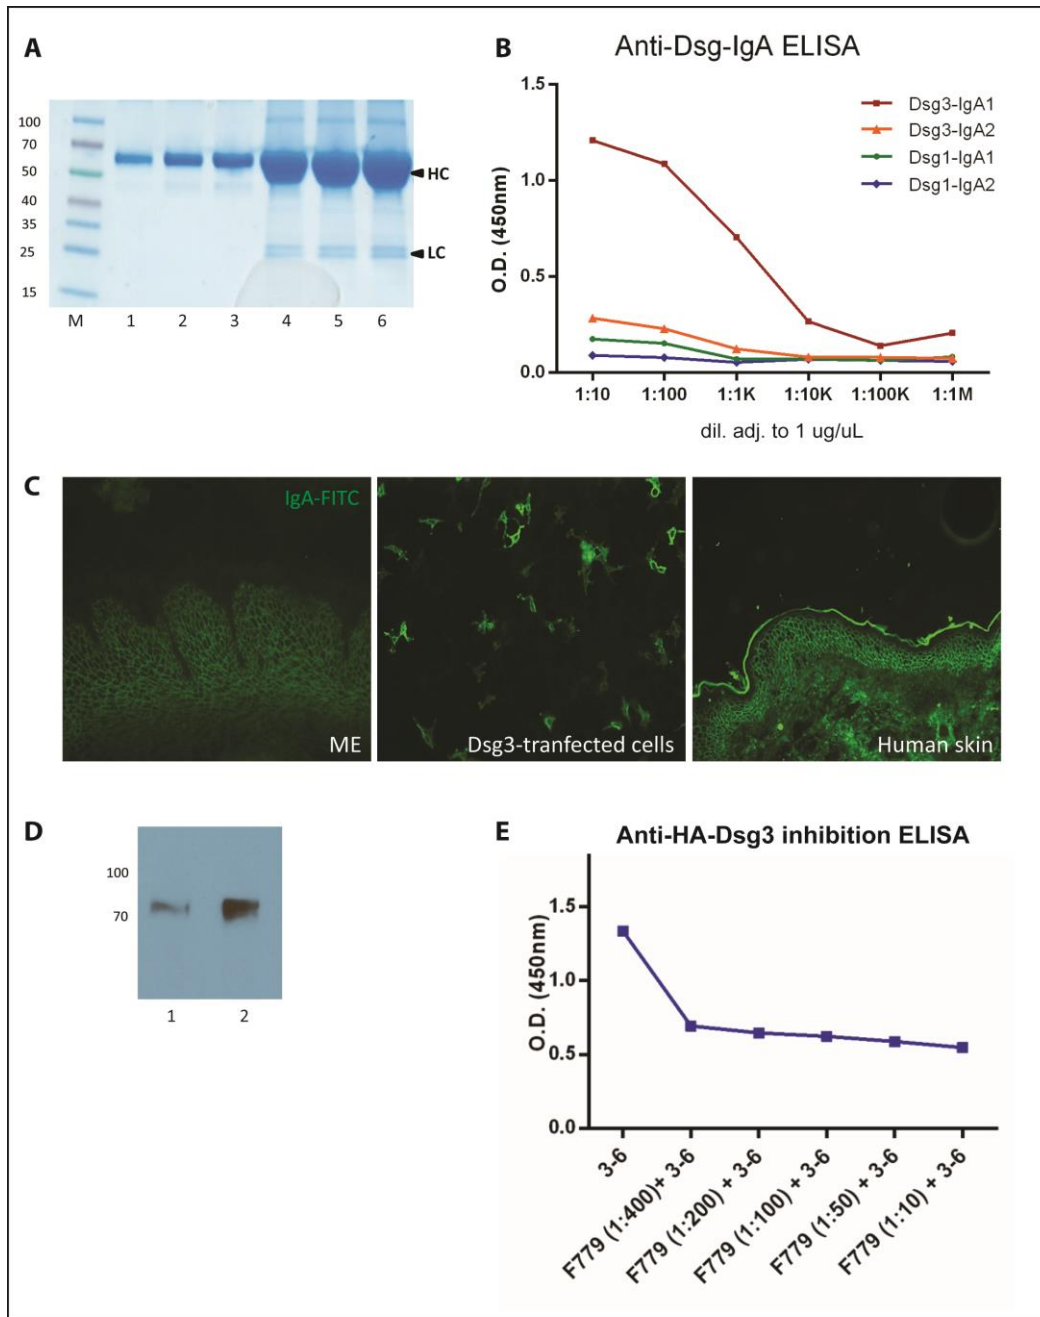 A
100
70
50
40
35
25
15
HC
LC
M 1 2 3 4 5 6
B
Anti-Dsg-IgA ELISA
O.D. (450nm)
1.5
1.0
0.5
0.0
Dsg3-IgA1
Dsg3-IgA2
Dsg1-IgA1
Dsg1-IgA2
1:10 1:100 1:1K 1:10K 1:100K 1:1M
dil. adj. to 1 ug/uL
C
IgA-FITC
ME
Dsg3-tranfected cells
Human skin
D
100
70
1 2
E
Anti-HA-Dsg3 inhibition ELISA
O.D. (450nm)
1.5
1.0
0.5
0.0
3-6
F779 (1:400)+ 3-6
F779 (1:200) + 3-6
F779 (1:100) + 3-6
F779 (1:50) + 3-6
F779 (1:10) + 3-6